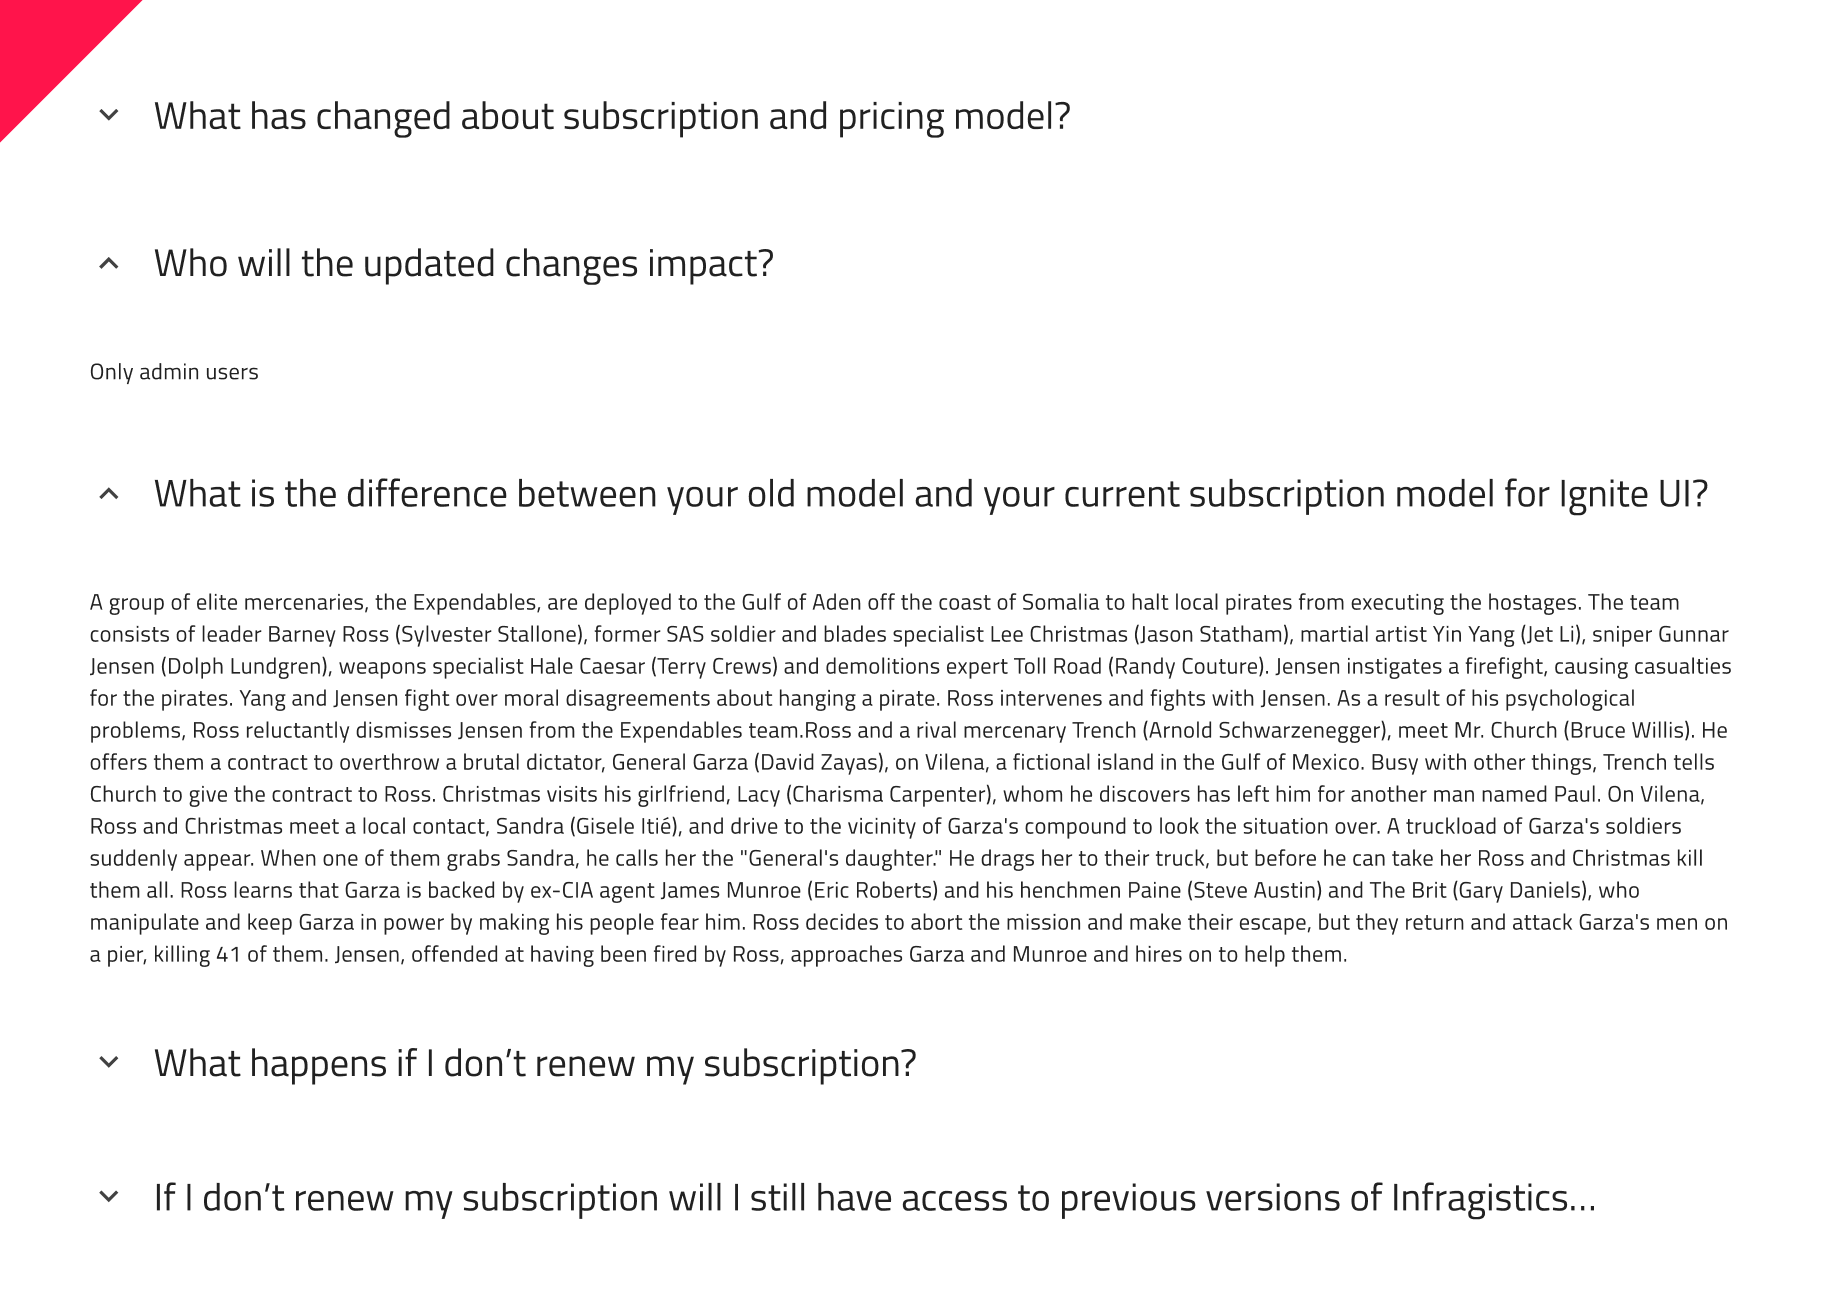 What has changed about subscription and pricing model?
Who will the updated changes impact?
Only admin users
What is the difference between your old model and your current subscription model for Ignite UI?
A group of elite mercenaries, the Expendables, are deployed to the Gulf of Aden off the coast of Somalia to halt local pirates from executing the hostages. The team
consists of leader Barney Ross (Sylvester Stallone), former SAS soldier and blades specialist Lee Christmas (Jason Statham), martial artist Yin Yang (Jet Li), sniper Gunnar
Jensen (Dolph Lundgren), weapons specialist Hale Caesar (Terry Crews) and demolitions expert Toll Road (Randy Couture). Jensen instigates a firefight, causing casualties
for the pirates. Yang and Jensen fight over moral disagreements about hanging a pirate. Ross intervenes and fights with Jensen. As a result of his psychological
problems, Ross reluctantly dismisses Jensen from the Expendables team.Ross and a rival mercenary Trench (Arnold Schwarzenegger), meet Mr. Church (Bruce Willis). He
offers them a contract to overthrow a brutal dictator, General Garza (David Zayas), on Vilena, a fictional island in the Gulf of Mexico. Busy with other things, Trench tells
Church to give the contract to Ross. Christmas visits his girlfriend, Lacy (Charisma Carpenter), whom he discovers has left him for another man named Paul. On Vilena,
Ross and Christmas meet a local contact, Sandra (Gisele Itié), and drive to the vicinity of Garza's compound to look the situation over. A truckload of Garza's soldiers
suddenly appear. When one of them grabs Sandra, he calls her the "General's daughter." He drags her to their truck, but before he can take her Ross and Christmas kill
them all. Ross learns that Garza is backed by ex-CIA agent James Munroe (Eric Roberts) and his henchmen Paine (Steve Austin) and The Brit (Gary Daniels), who
manipulate and keep Garza in power by making his people fear him. Ross decides to abort the mission and make their escape, but they return and attack Garza's men on
a pier, killing 41 of them. Jensen, offended at having been fired by Ross, approaches Garza and Munroe and hires on to help them.
What happens if I don’t renew my subscription?
If I don’t renew my subscription will I still have access to previous versions of Infragistics...